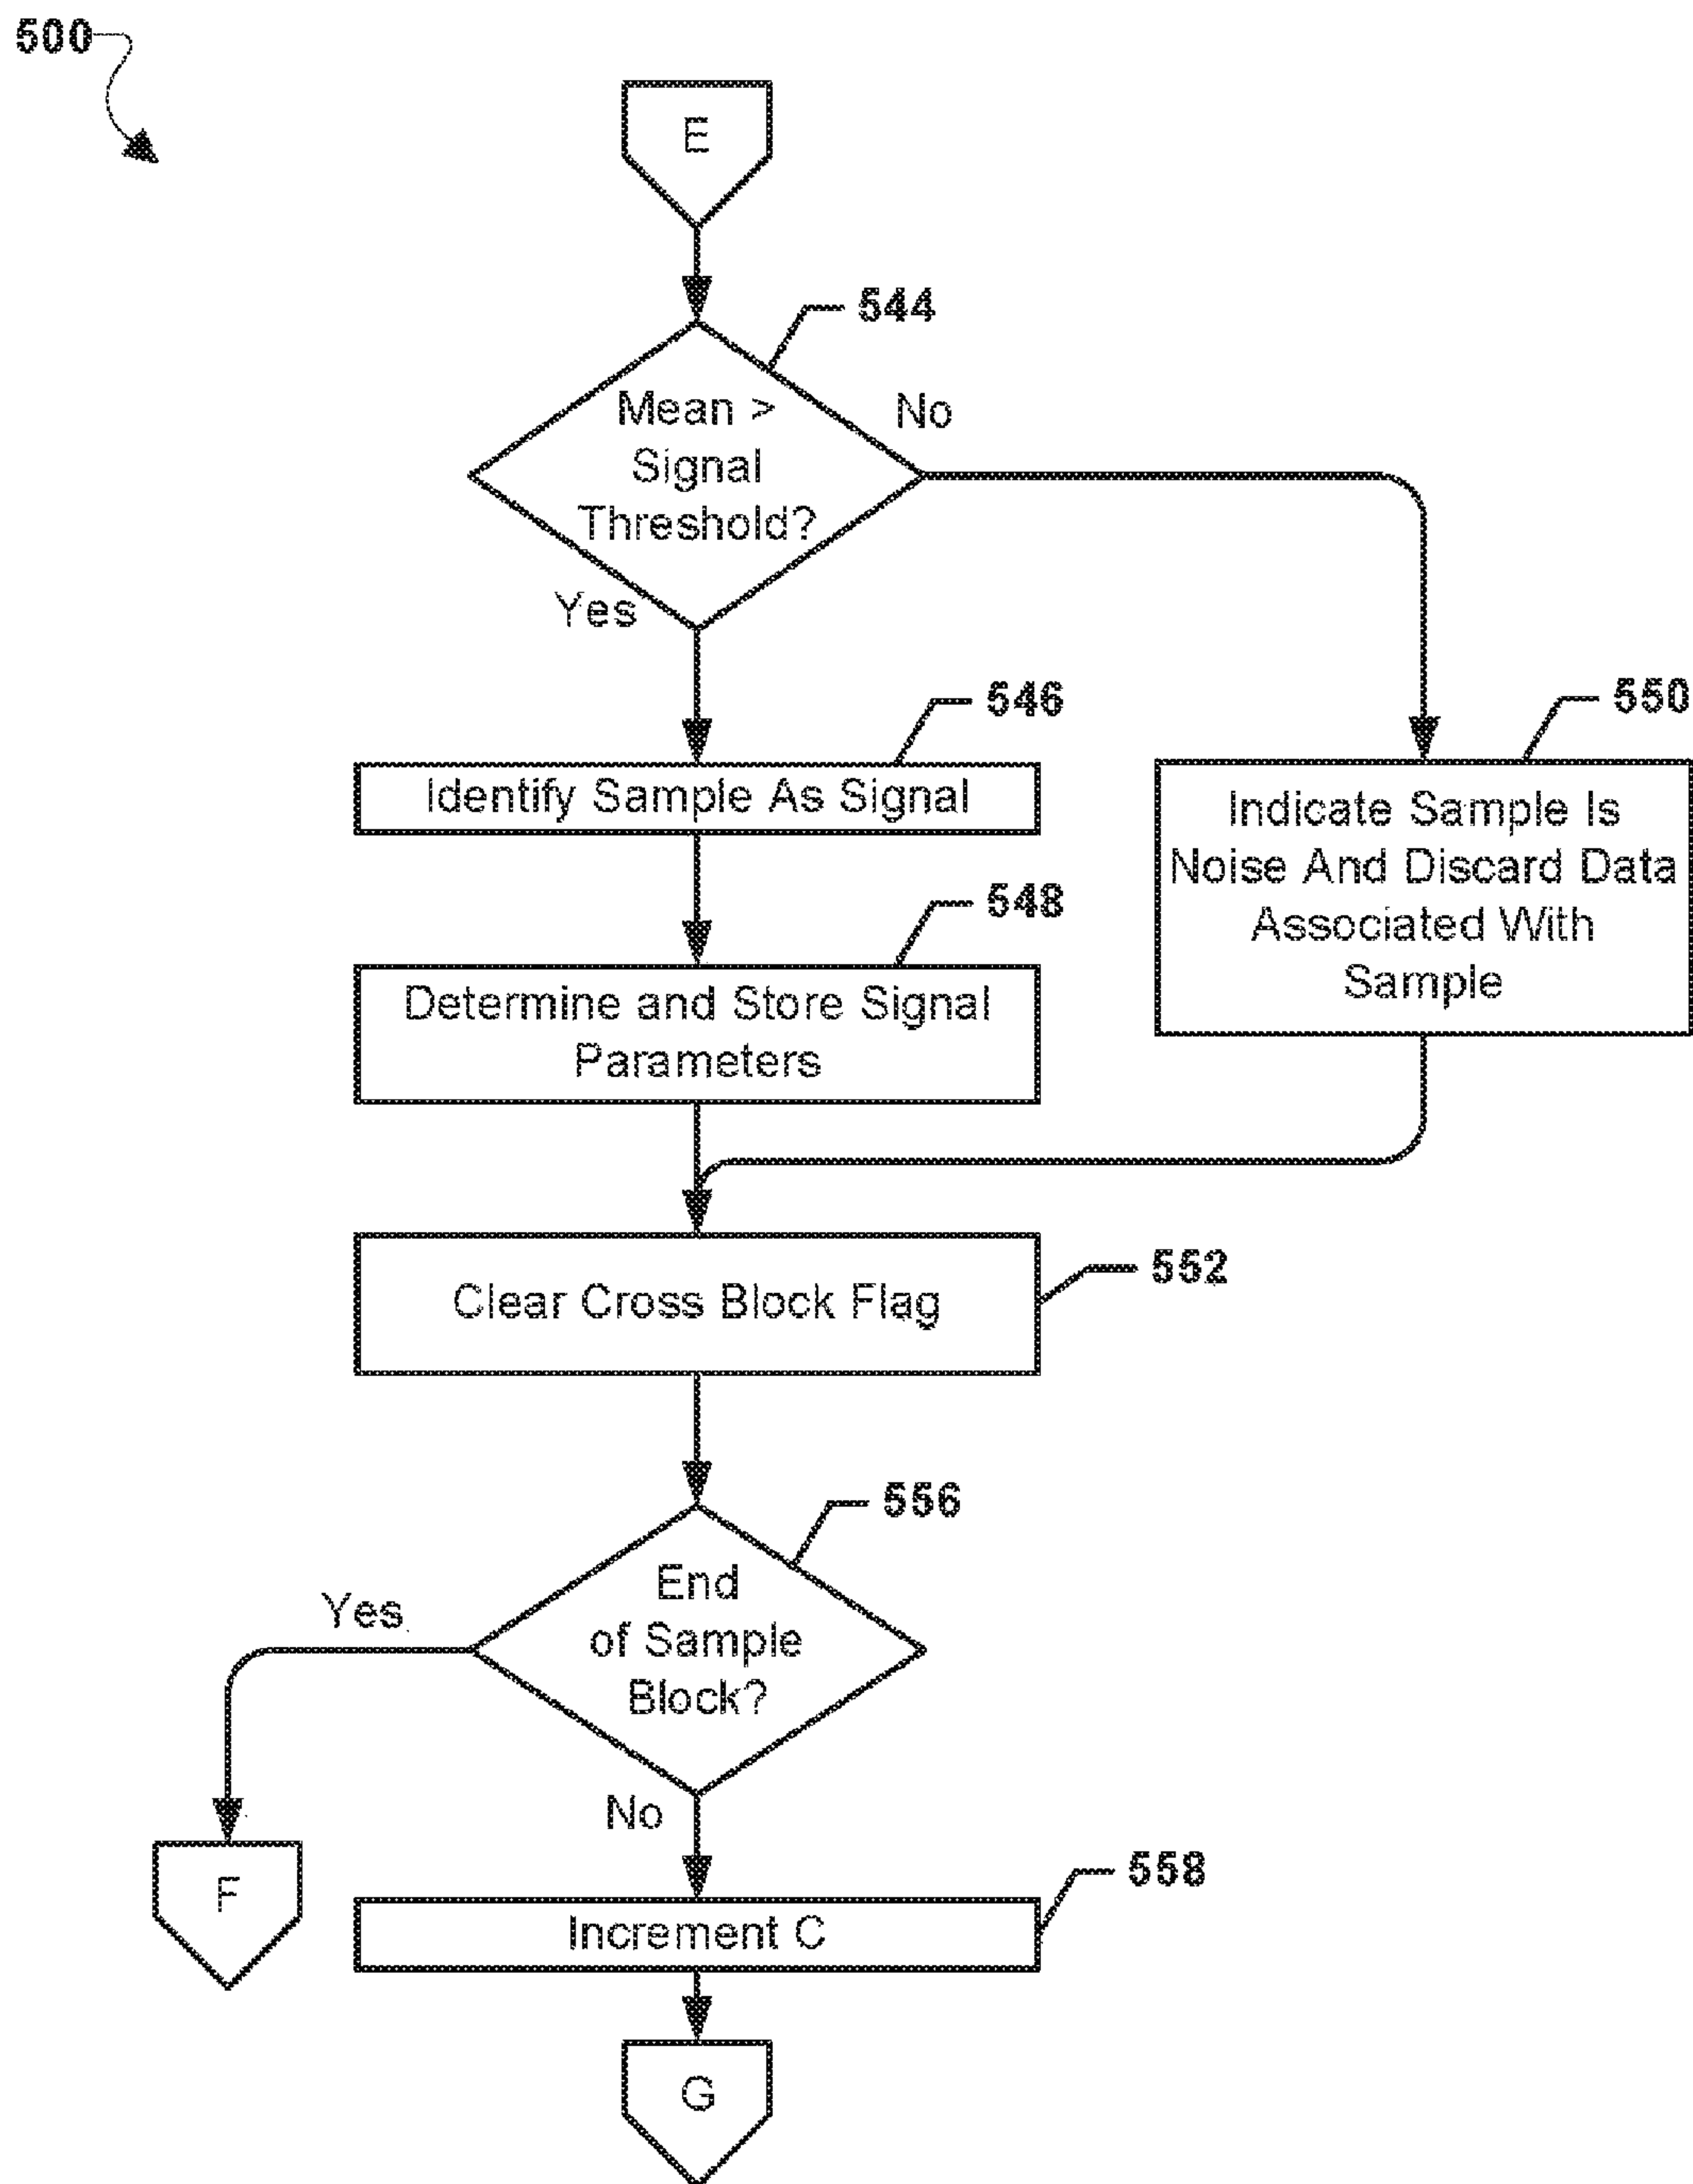 500
E
544
Mean >
Signal
Threshold?
No
Yes
546
Identify Sample As Signal
550
Indicate Sample Is
Noise And Discard Data
Associated With
Sample
548
Determine and Store Signal
Parameters
552
Clear Cross Block Flag
556
End
of Sample
Block?
Yes
No
F
558
Increment C
G